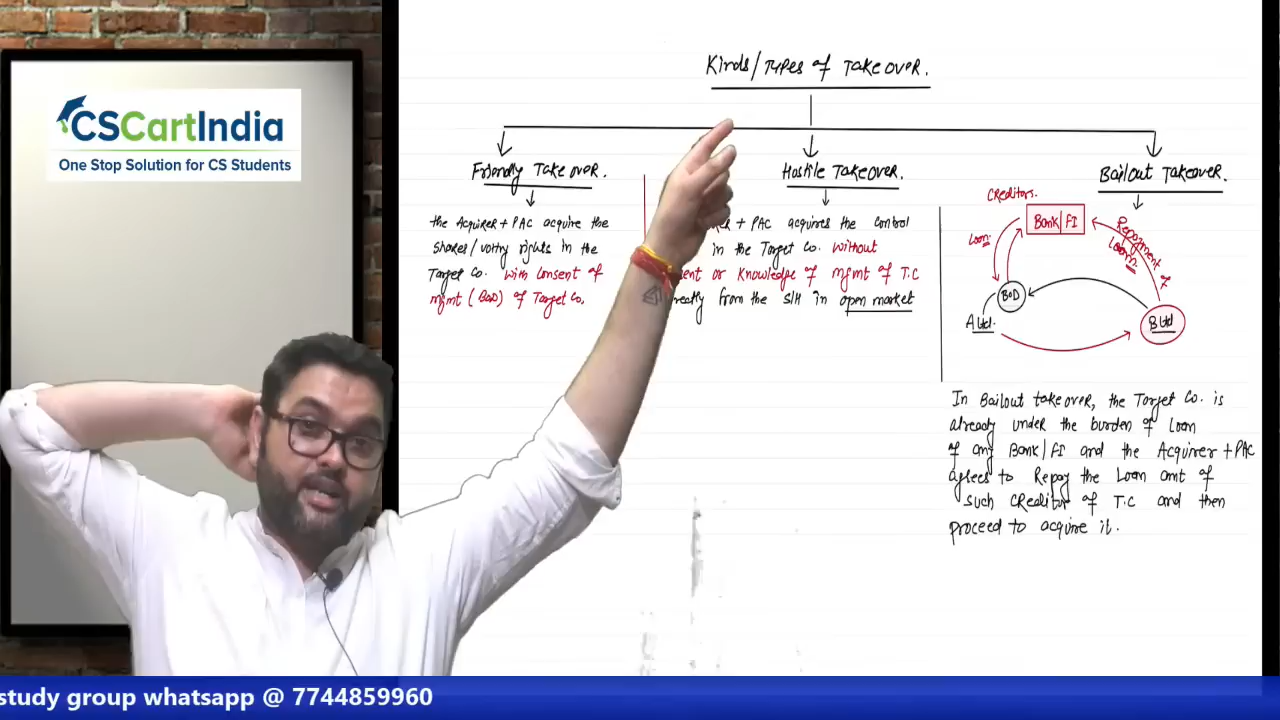 CSCartIndia
One Stop Solution for CS Students
Kinds/Types of Takeover.
Friendly Takeover.
the Acquirer + PAC acquire the
shares/voting rights in the
Target Co. with Consent of
mgmt (BoD) of Target Co.
Hostile Takeover.
+ PAC acquires the control
in the Target Co. without
or Knowledge of mgmt of T.C
from the S/H in open market
Bailout Takeover.
Creditors.
Bank/FI
Loan
Repayment of
Loan
BOD
A Ltd.
B Ltd
In Bailout takeover, the Target Co. is
already under the burden of Loan
of any Bank/FI and the Acquirer + PAC
agrees to Repay the Loan amt of
such Creditor of T.C and then
proceed to acquire it.
study group whatsapp @ 7744859960